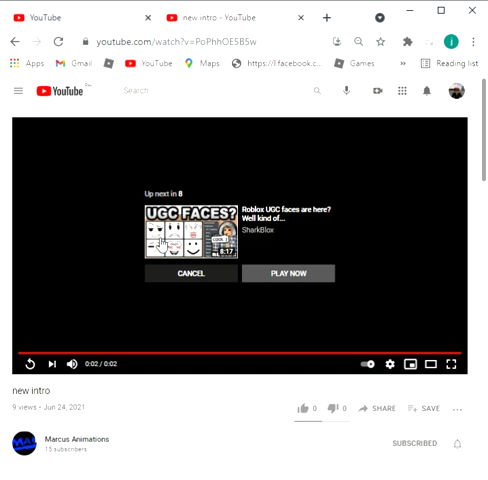 YouTube
new intro - YouTube
youtube.com/watch?v=PoPhhOE5B5w
Apps Gmail YouTube Maps https://l.facebook.c... Games » Reading list
YouTube
Search
Up next in 8
UGC FACES?
8:17
Roblox UGC faces are here?
Well kind of...
SharkBlox
CANCEL PLAY NOW
0:02 / 0:02
new intro
9 views • Jun 24, 2021
0 0 SHARE SAVE ...
Marcus Animations
15 subscribers
SUBSCRIBED